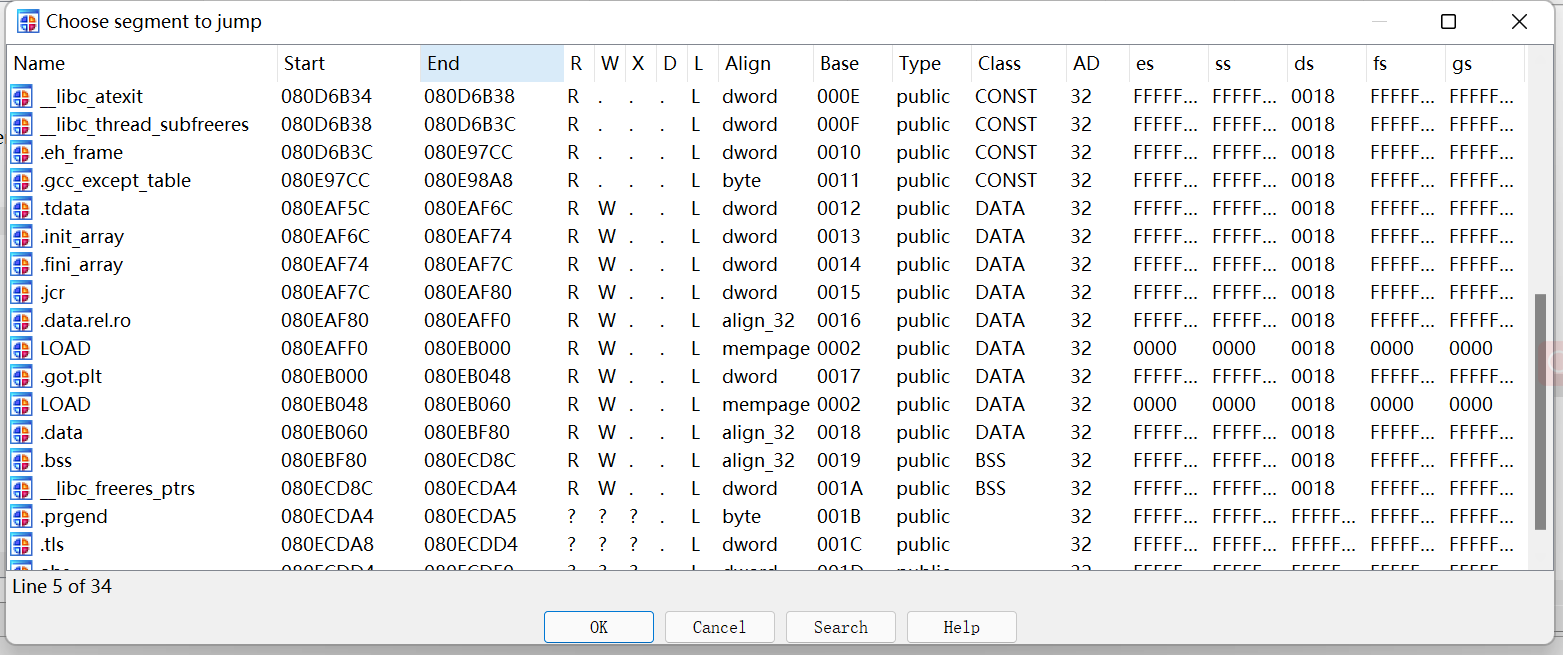 Choose segment to jump
Name Start End R W X D L Align Base Type Class AD es ss ds fs gs
__libc_atexit 080D6B34 080D6B38 R . . . L dword 000E public CONST 32 FFFFF... FFFFF... 0018 FFFFF... FFFFF...
__libc_thread_subfreeres 080D6B38 080D6B3C R . . . L dword 000F public CONST 32 FFFFF... FFFFF... 0018 FFFFF... FFFFF...
.eh_frame 080D6B3C 080E97CC R . . . L dword 0010 public CONST 32 FFFFF... FFFFF... 0018 FFFFF... FFFFF...
.gcc_except_table 080E97CC 080E98A8 R . . . L byte 0011 public CONST 32 FFFFF... FFFFF... 0018 FFFFF... FFFFF...
.tdata 080EAF5C 080EAF6C R W . . L dword 0012 public DATA 32 FFFFF... FFFFF... 0018 FFFFF... FFFFF...
.init_array 080EAF6C 080EAF74 R W . . L dword 0013 public DATA 32 FFFFF... FFFFF... 0018 FFFFF... FFFFF...
.fini_array 080EAF74 080EAF7C R W . . L dword 0014 public DATA 32 FFFFF... FFFFF... 0018 FFFFF... FFFFF...
.jcr 080EAF7C 080EAF80 R W . . L dword 0015 public DATA 32 FFFFF... FFFFF... 0018 FFFFF... FFFFF...
.data.rel.ro 080EAF80 080EAFF0 R W . . L align_32 0016 public DATA 32 FFFFF... FFFFF... 0018 FFFFF... FFFFF...
LOAD 080EAFF0 080EB000 R W . . L mempage 0002 public DATA 32 0000 0000 0018 0000 0000
.got.plt 080EB000 080EB048 R W . . L dword 0017 public DATA 32 FFFFF... FFFFF... 0018 FFFFF... FFFFF...
LOAD 080EB048 080EB060 R W . . L mempage 0002 public DATA 32 0000 0000 0018 0000 0000
.data 080EB060 080EBF80 R W . . L align_32 0018 public DATA 32 FFFFF... FFFFF... 0018 FFFFF... FFFFF...
.bss 080EBF80 080ECD8C R W . . L align_32 0019 public BSS 32 FFFFF... FFFFF... 0018 FFFFF... FFFFF...
__libc_freeres_ptrs 080ECD8C 080ECDA4 R W . . L dword 001A public BSS 32 FFFFF... FFFFF... 0018 FFFFF... FFFFF...
.prgend 080ECDA4 080ECDA5 ? ? ? . L byte 001B public 32 FFFFF... FFFFF... FFFFF... FFFFF... FFFFF...
.tls 080ECDA8 080ECDD4 ? ? ? . L dword 001C public 32 FFFFF... FFFFF... FFFFF... FFFFF... FFFFF...
Line 5 of 34
OK Cancel Search Help